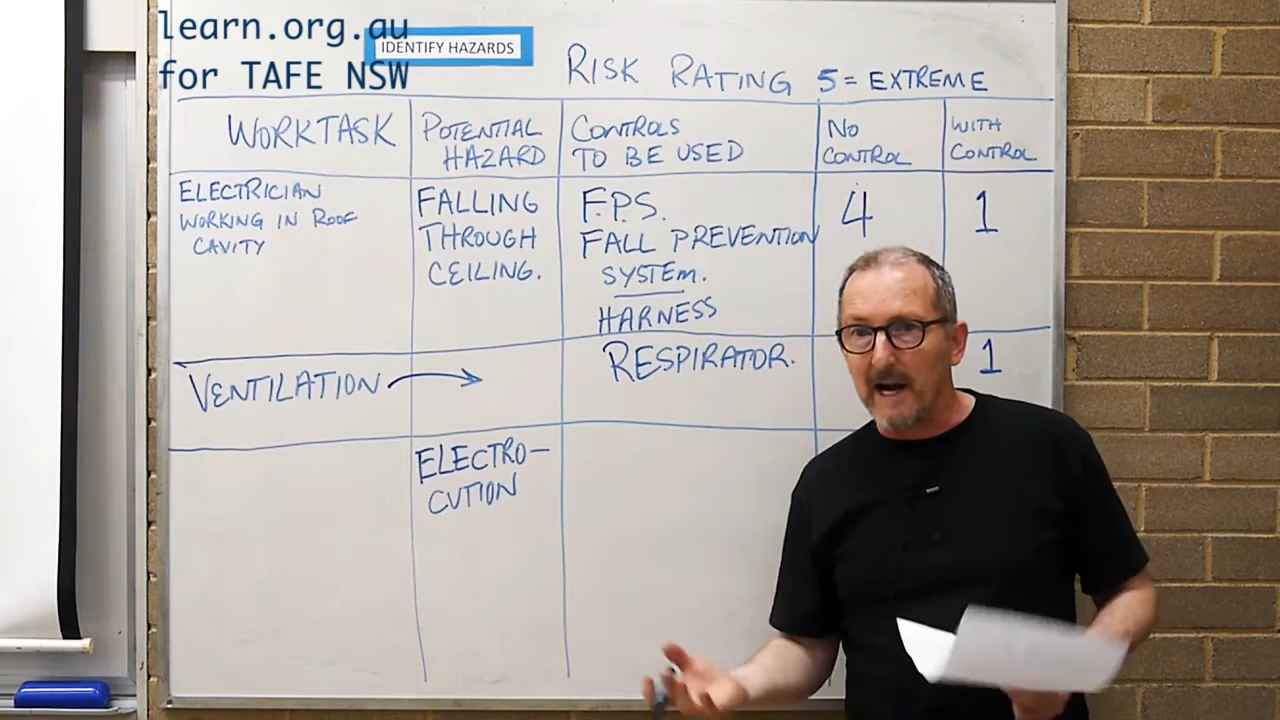 learn.org.au
for TAFE NSW
IDENTIFY HAZARDS
RISK RATING 5 = EXTREME
WORKTASK
POTENTIAL
HAZARD
CONTROLS
TO BE USED
NO
CONTROL
WITH
CONTROL
ELECTRICIAN
WORKING IN ROOF
CAVITY
FALLING
THROUGH
CEILING.
F.P.S.
FALL PREVENTION
SYSTEM.
HARNESS
4
1
VENTILATION
RESPIRATOR.
1
ELECTRO-
CUTION